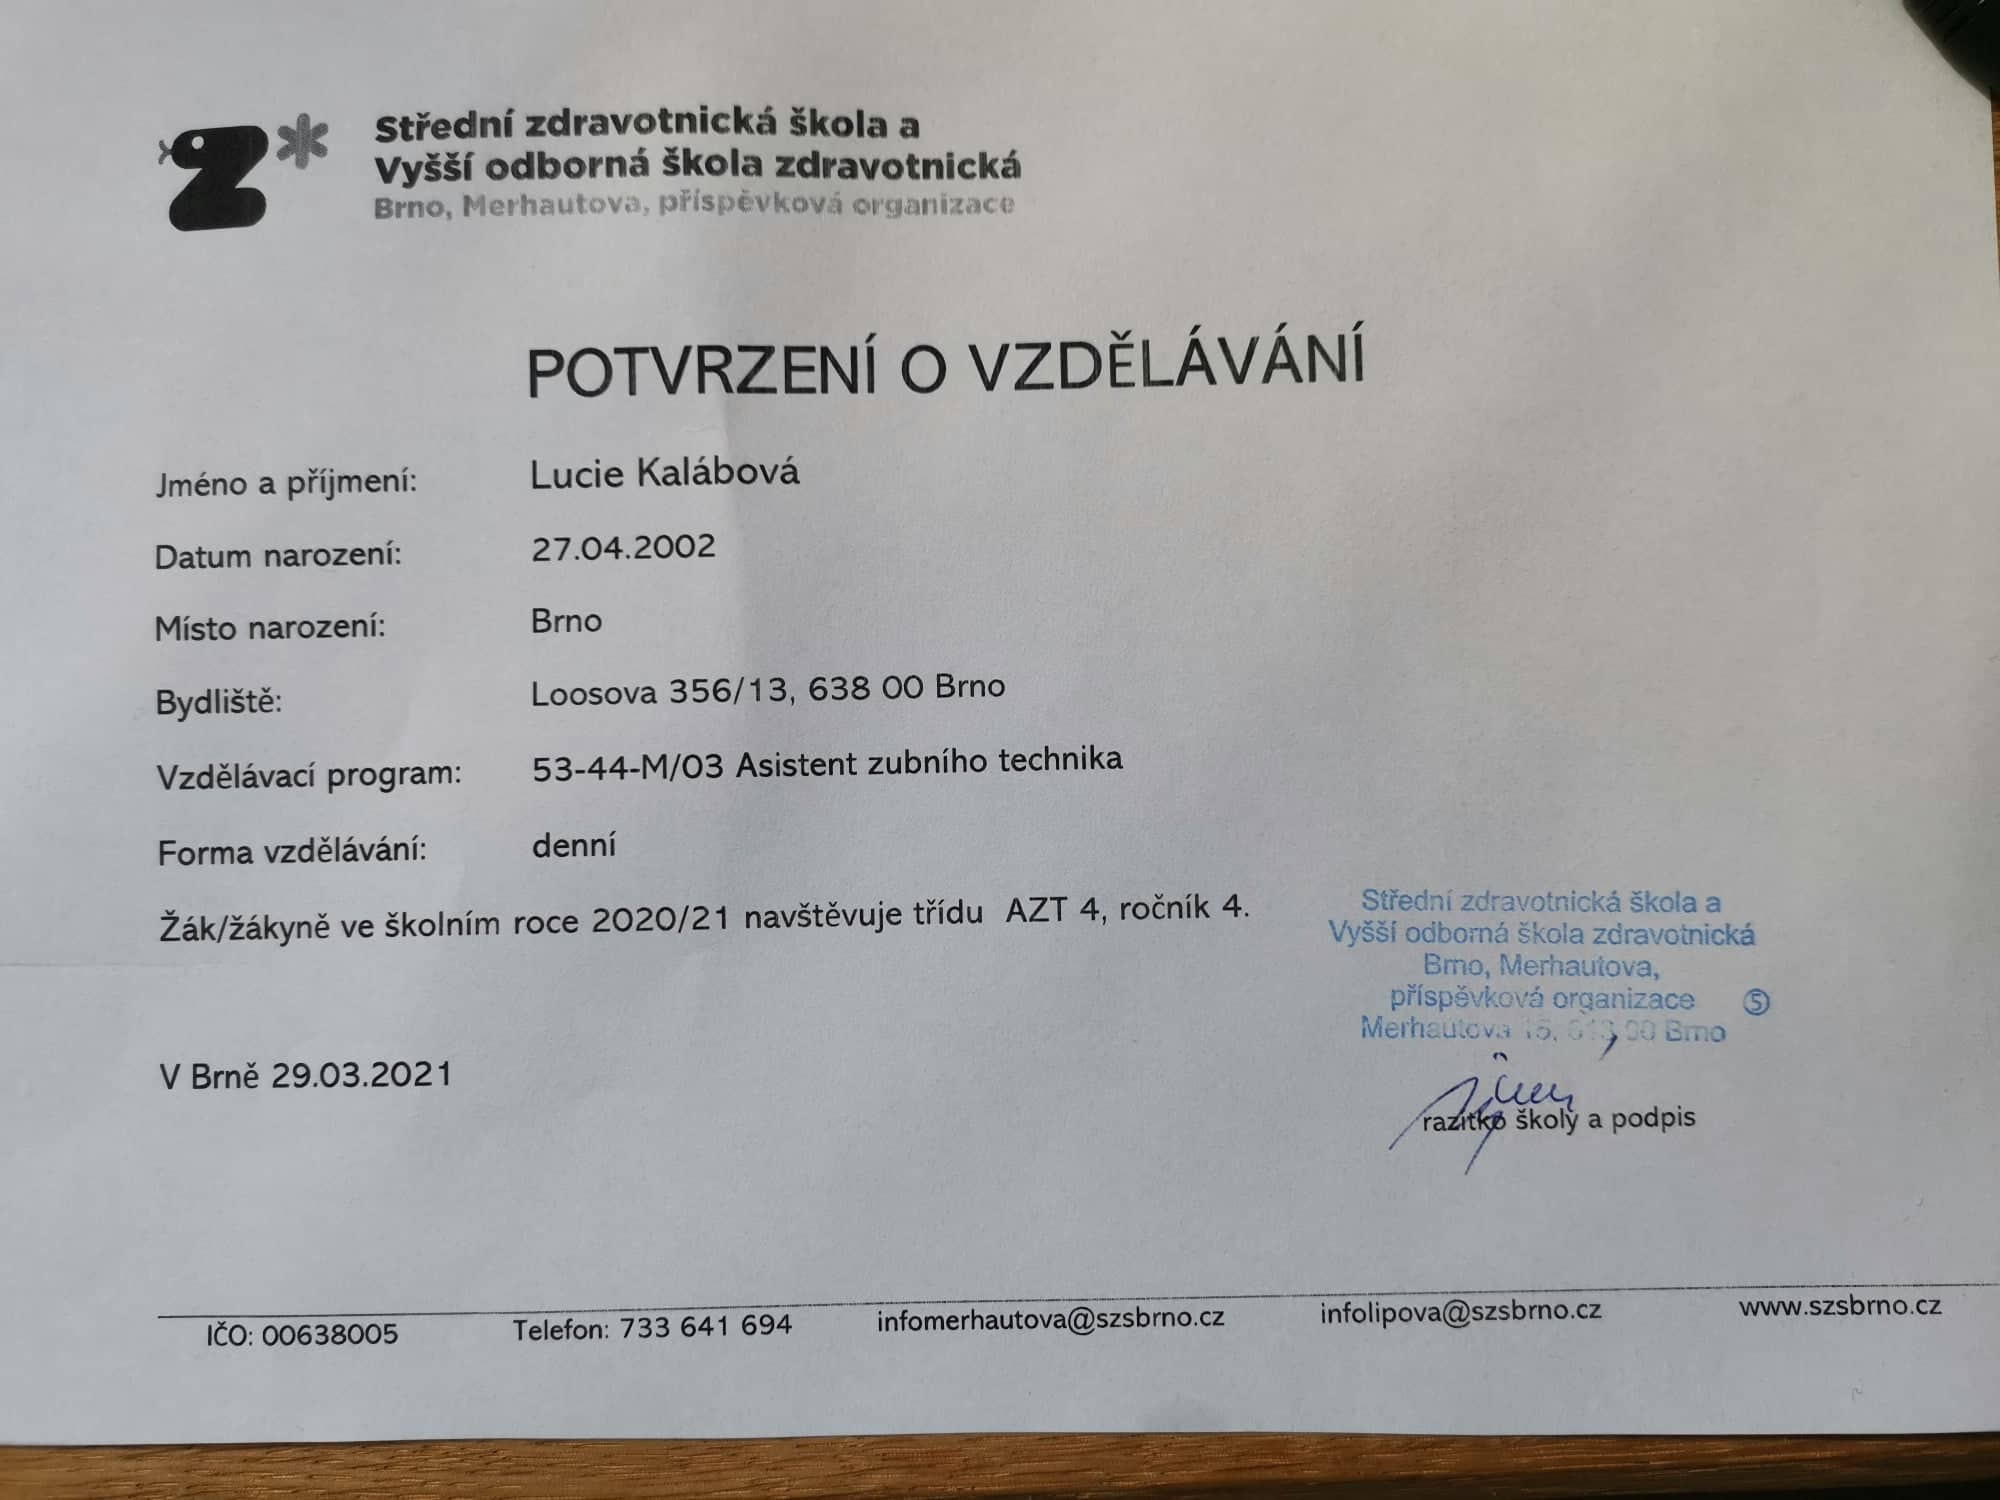 Střední zdravotnická škola a
Vyšší odborná škola zdravotnická
Brno, Merhautova, příspěvková organizace
POTVRZENÍ O VZDĚLÁVÁNÍ
Jméno a příjmení: Lucie Kalábová
Datum narození: 27.04.2002
Místo narození: Brno
Bydliště: Loosova 356/13, 638 00 Brno
Vzdělávací program: 53-44-M/03 Asistent zubního technika
Forma vzdělávání: denní
Žák/žákyně ve školním roce 2020/21 navštěvuje třídu AZT 4, ročník 4.
Střední zdravotnická škola a
Vyšší odborná škola zdravotnická
Brno, Merhautova,
příspěvková organizace 5
Merhautova 15, 613 00 Brno
V Brně 29.03.2021
razítko školy a podpis
IČO: 00638005 Telefon: 733 641 694 infomerhautova@szsbrno.cz infolipova@szsbrno.cz www.szsbrno.cz